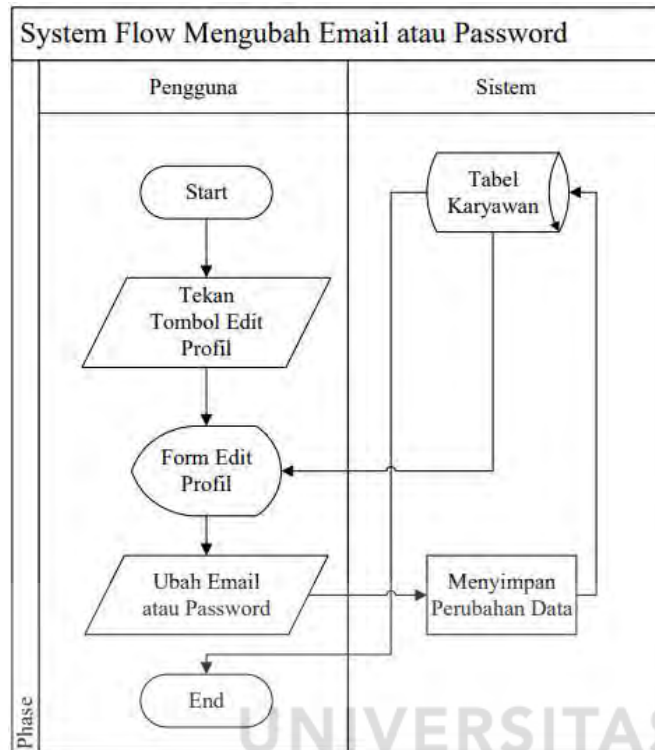 System Flow Mengubah Email atau Password
Pengguna
Sistem
Start
Tabel
Karyawan
Tekan
Tombol Edit
Profil
Form Edit
Profil
Ubah Email
atau Password
Menyimpan
Perubahan Data
End
Phase
UNIVERSITAS